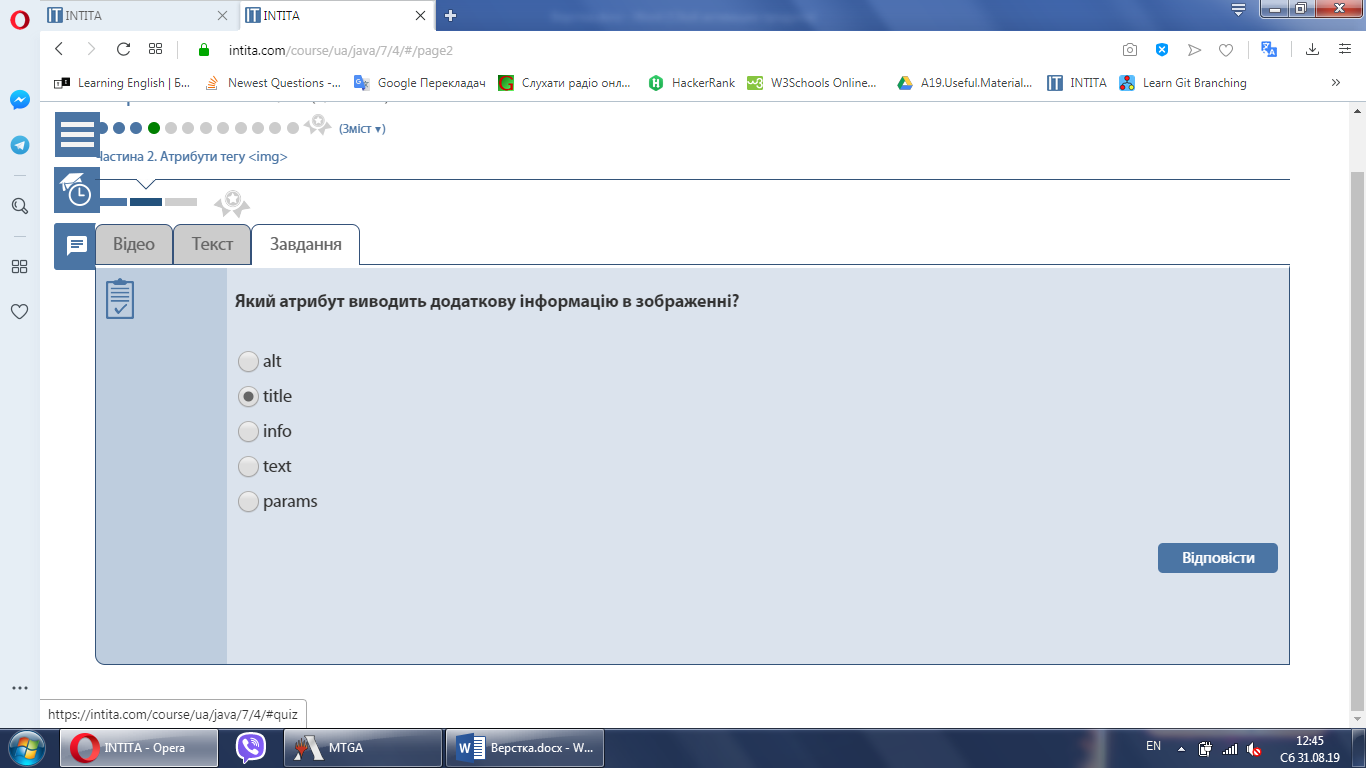 INTITA
INTITA
intita.com/course/ua/java/7/4/#/page2
Learning English | Б...
Newest Questions -...
Google Перекладач
Слухати радіо онл...
HackerRank
W3Schools Online...
A19.Useful.Material...
INTITA
Learn Git Branching
(Зміст ▾)
Частина 2. Атрибути тегу <img>
Відео
Текст
Завдання
Який атрибут виводить додаткову інформацію в зображенні?
alt
title
info
text
params
Відповісти
https://intita.com/course/ua/java/7/4/#quiz
INTITA - Opera
MTGA
Верстка.docx - W...
EN
12:45
Сб 31.08.19